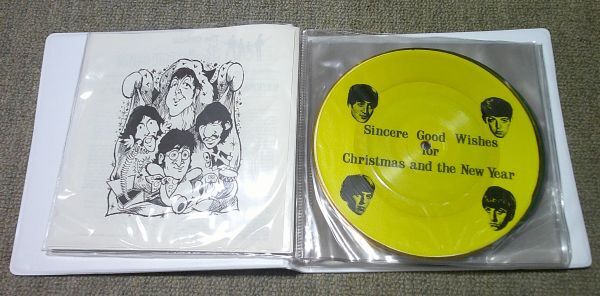 Sincere Good Wishes
for
Christmas and the New Year